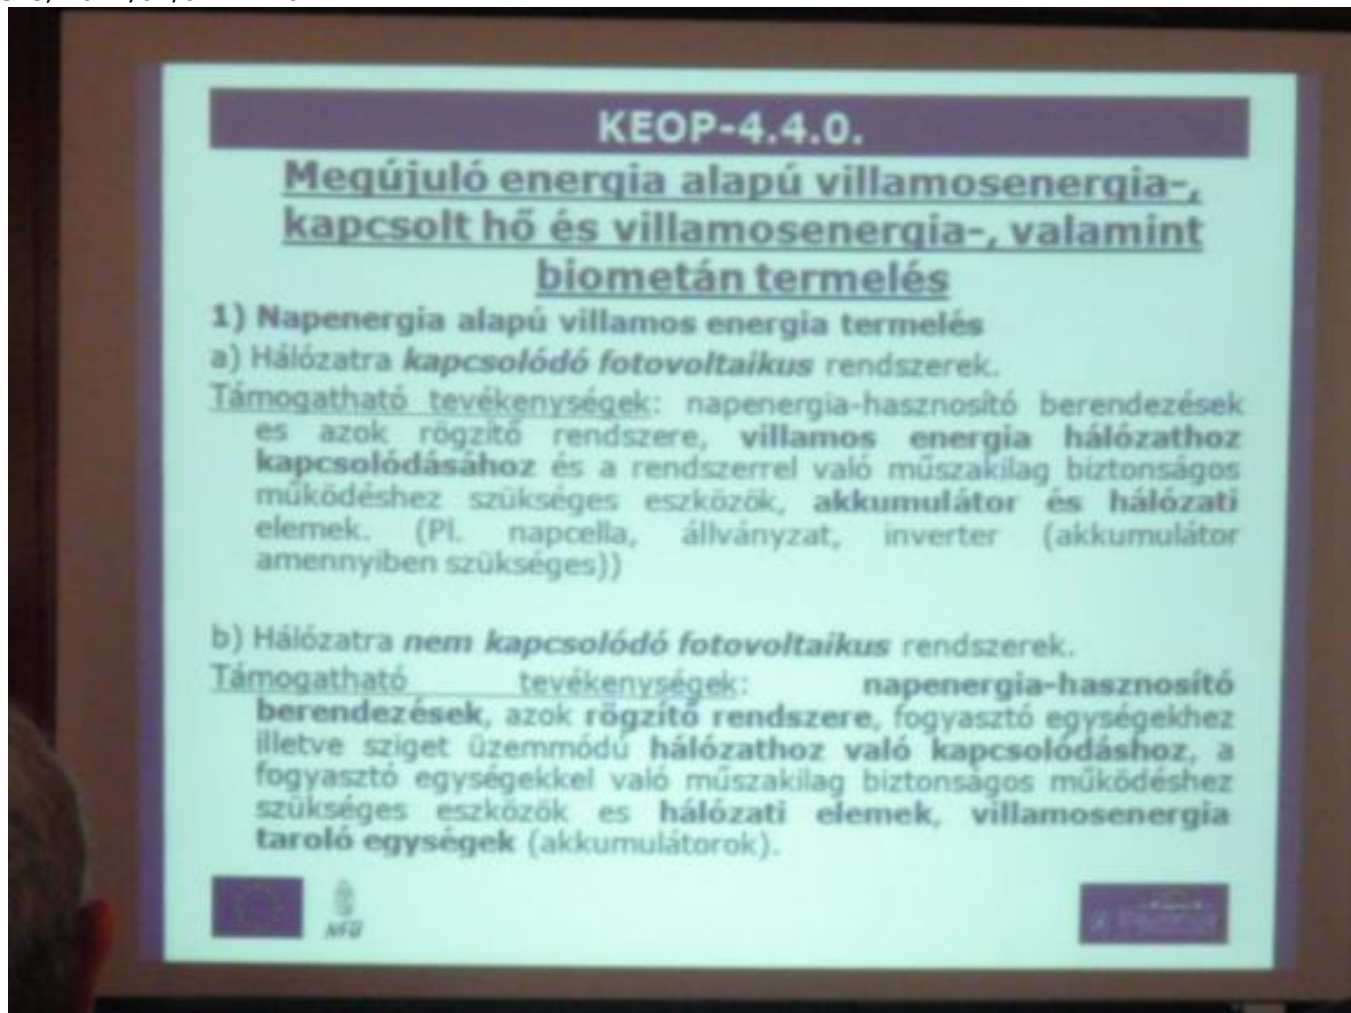 KEOP-4.4.0.
Megújuló energia alapú villamosenergia-,
kapcsolt hő és villamosenergia-, valamint
biometán termelés
1) Napenergia alapú villamos energia termelés
a) Hálózatra kapcsolódó fotovoltaikus rendszerek.
Támogatható tevékenységek: napenergia-hasznosító berendezések
es azok rögzítő rendszere, villamos energia hálózathoz
kapcsolódásához és a rendszerrel való műszakilag biztonságos
működéshez szükséges eszközök, akkumulátor és hálózati
elemek. (Pl. napcella, állványzat, inverter (akkumulátor
amennyiben szükséges))
b) Hálózatra nem kapcsolódó fotovoltaikus rendszerek.
Támogatható tevékenységek: napenergia-hasznosító
berendezések, azok rögzítő rendszere, fogyasztó egységekhez
illetve sziget üzemmódú hálózathoz való kapcsolódáshoz, a
fogyasztó egységekkel való műszakilag biztonságos működéshez
szükséges eszközök es hálózati elemek, villamosenergia
taroló egységek (akkumulátorok).
NFÜ